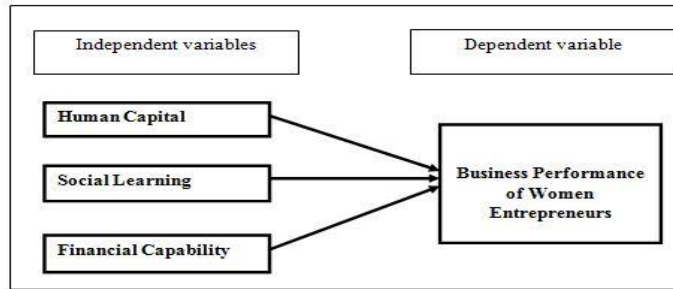 Independent variables
Dependent variable
Human Capital
Social Learning
Financial Capability
Business Performance
of Women
Entrepreneurs